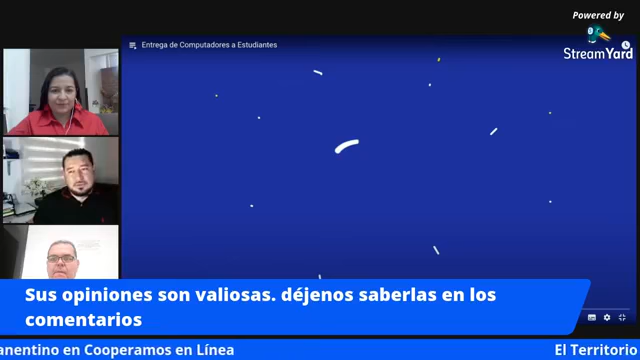 Powered by
StreamYard
Entrega de Computadores a Estudiantes
Sus opiniones son valiosas. déjenos saberlas en los
comentarios
en Cooperamos en Línea
El Territorio